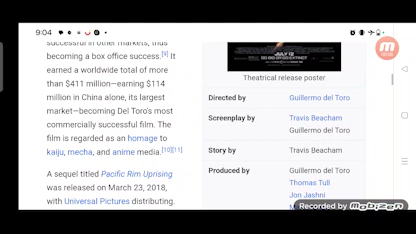 9:04
successful in other markets, thus
becoming a box office success.[9] It
earned a worldwide total of more
than $411 million—earning $114
million in China alone, its largest
market—becoming Del Toro's most
commercially successful film. The
film is regarded as an homage to
kaiju, mecha, and anime media.[10][11]
A sequel titled Pacific Rim Uprising
was released on March 23, 2018,
with Universal Pictures distributing.
JULY 12
Theatrical release poster
Directed by Guillermo del Toro
Screenplay by Travis Beacham
Guillermo del Toro
Story by Travis Beacham
Produced by Guillermo del Toro
Thomas Tull
Jon Jashni
Recorded by Mobizen